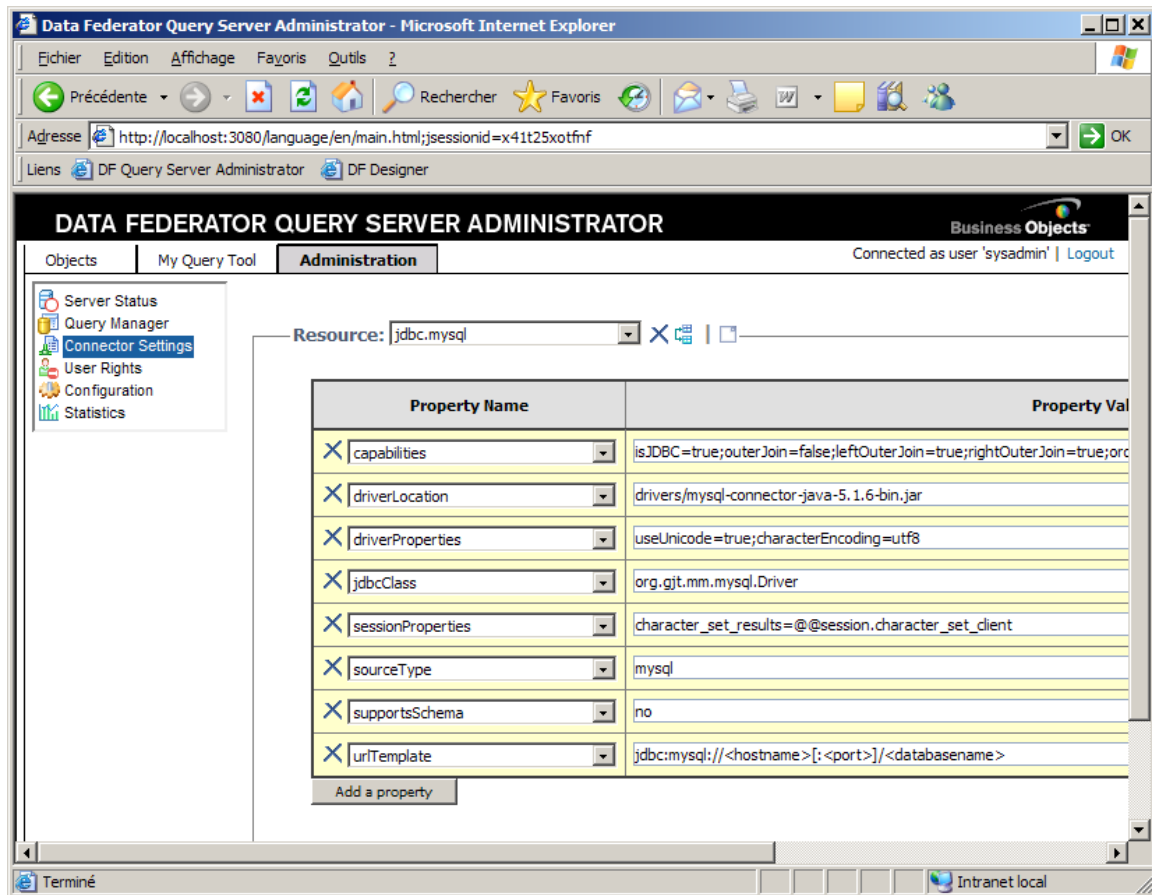 Data Federator Query Server Administrator - Microsoft Internet Explorer
Fichier Edition Affichage Favoris Outils ?
Précédente Rechercher Favoris
Adresse http://localhost:3080/language/en/main.html;jsessionid=x41t25xotfnf OK
Liens DF Query Server Administrator DF Designer
DATA FEDERATOR QUERY SERVER ADMINISTRATOR Business Objects
Objects My Query Tool Administration Connected as user 'sysadmin' | Logout
Server Status
Query Manager
Connector Settings
User Rights
Configuration
Statistics
Resource: jdbc.mysql
Property Name Property Val
capabilities isJDBC=true;outerJoin=false;leftOuterJoin=true;rightOuterJoin=true;orc
driverLocation drivers/mysql-connector-java-5.1.6-bin.jar
driverProperties useUnicode=true;characterEncoding=utf8
jdbcClass org.gjt.mm.mysql.Driver
sessionProperties character_set_results=@@session.character_set_client
sourceType mysql
supportsSchema no
urlTemplate jdbc:mysql://<hostname>[:<port>]/<databasename>
Add a property
Terminé Intranet local